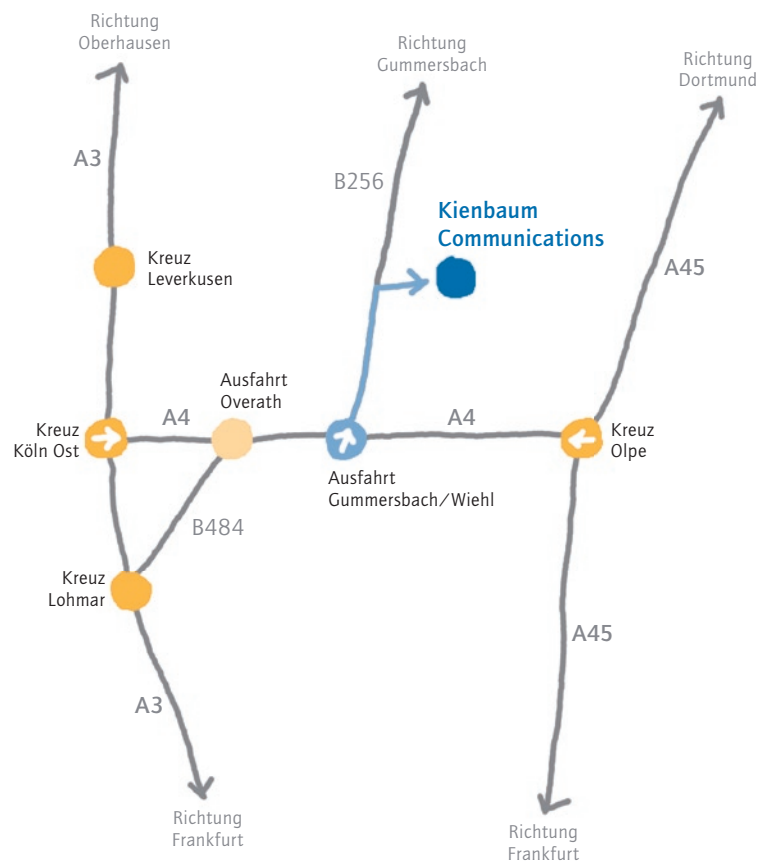 Richtung
Oberhausen
Richtung
Gummersbach
Richtung
Dortmund
A3
B256
Kienbaum
Communications
Kreuz
Leverkusen
A45
Ausfahrt
Overath
Kreuz
Köln Ost
A4
A4
Kreuz
Olpe
Ausfahrt
Gummersbach/Wiehl
B484
Kreuz
Lohmar
A45
A3
Richtung
Frankfurt
Richtung
Frankfurt